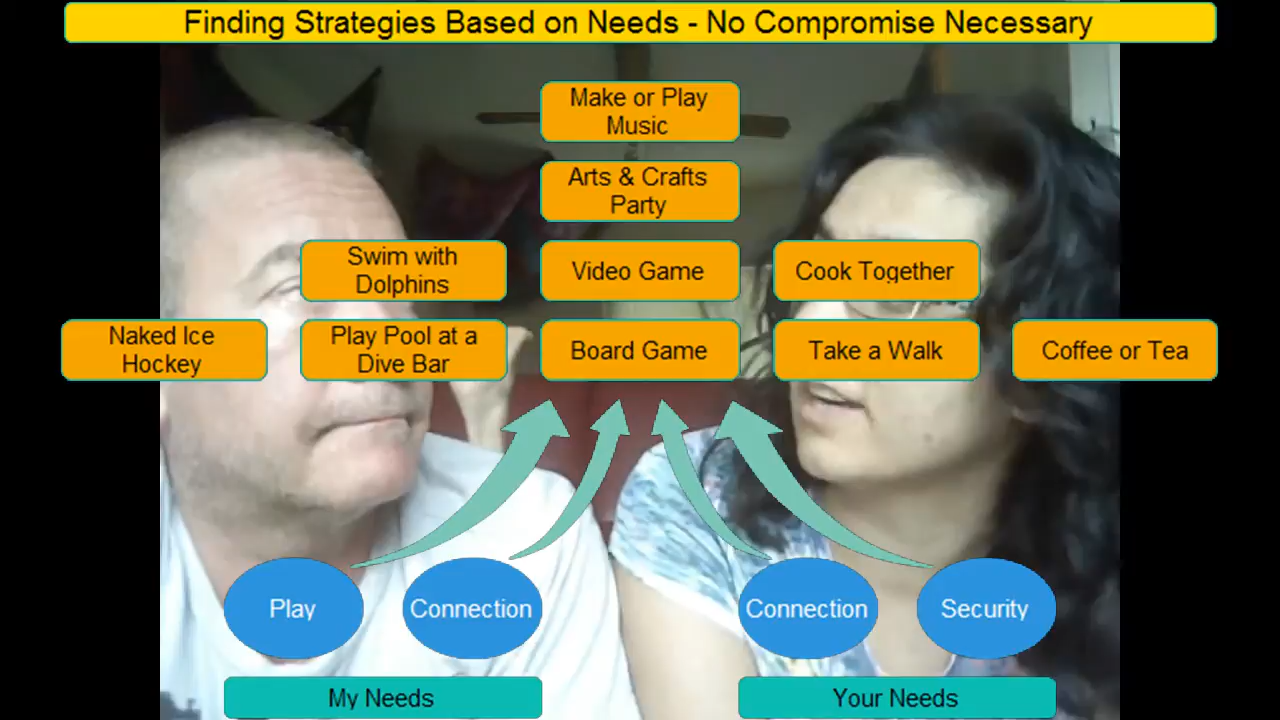 Finding Strategies Based on Needs - No Compromise Necessary
Make or Play
Music
Arts & Crafts
Party
Swim with
Dolphins
Video Game
Cook Together
Naked Ice
Hockey
Play Pool at a
Dive Bar
Board Game
Take a Walk
Coffee or Tea
Play
Connection
Connection
Security
My Needs
Your Needs